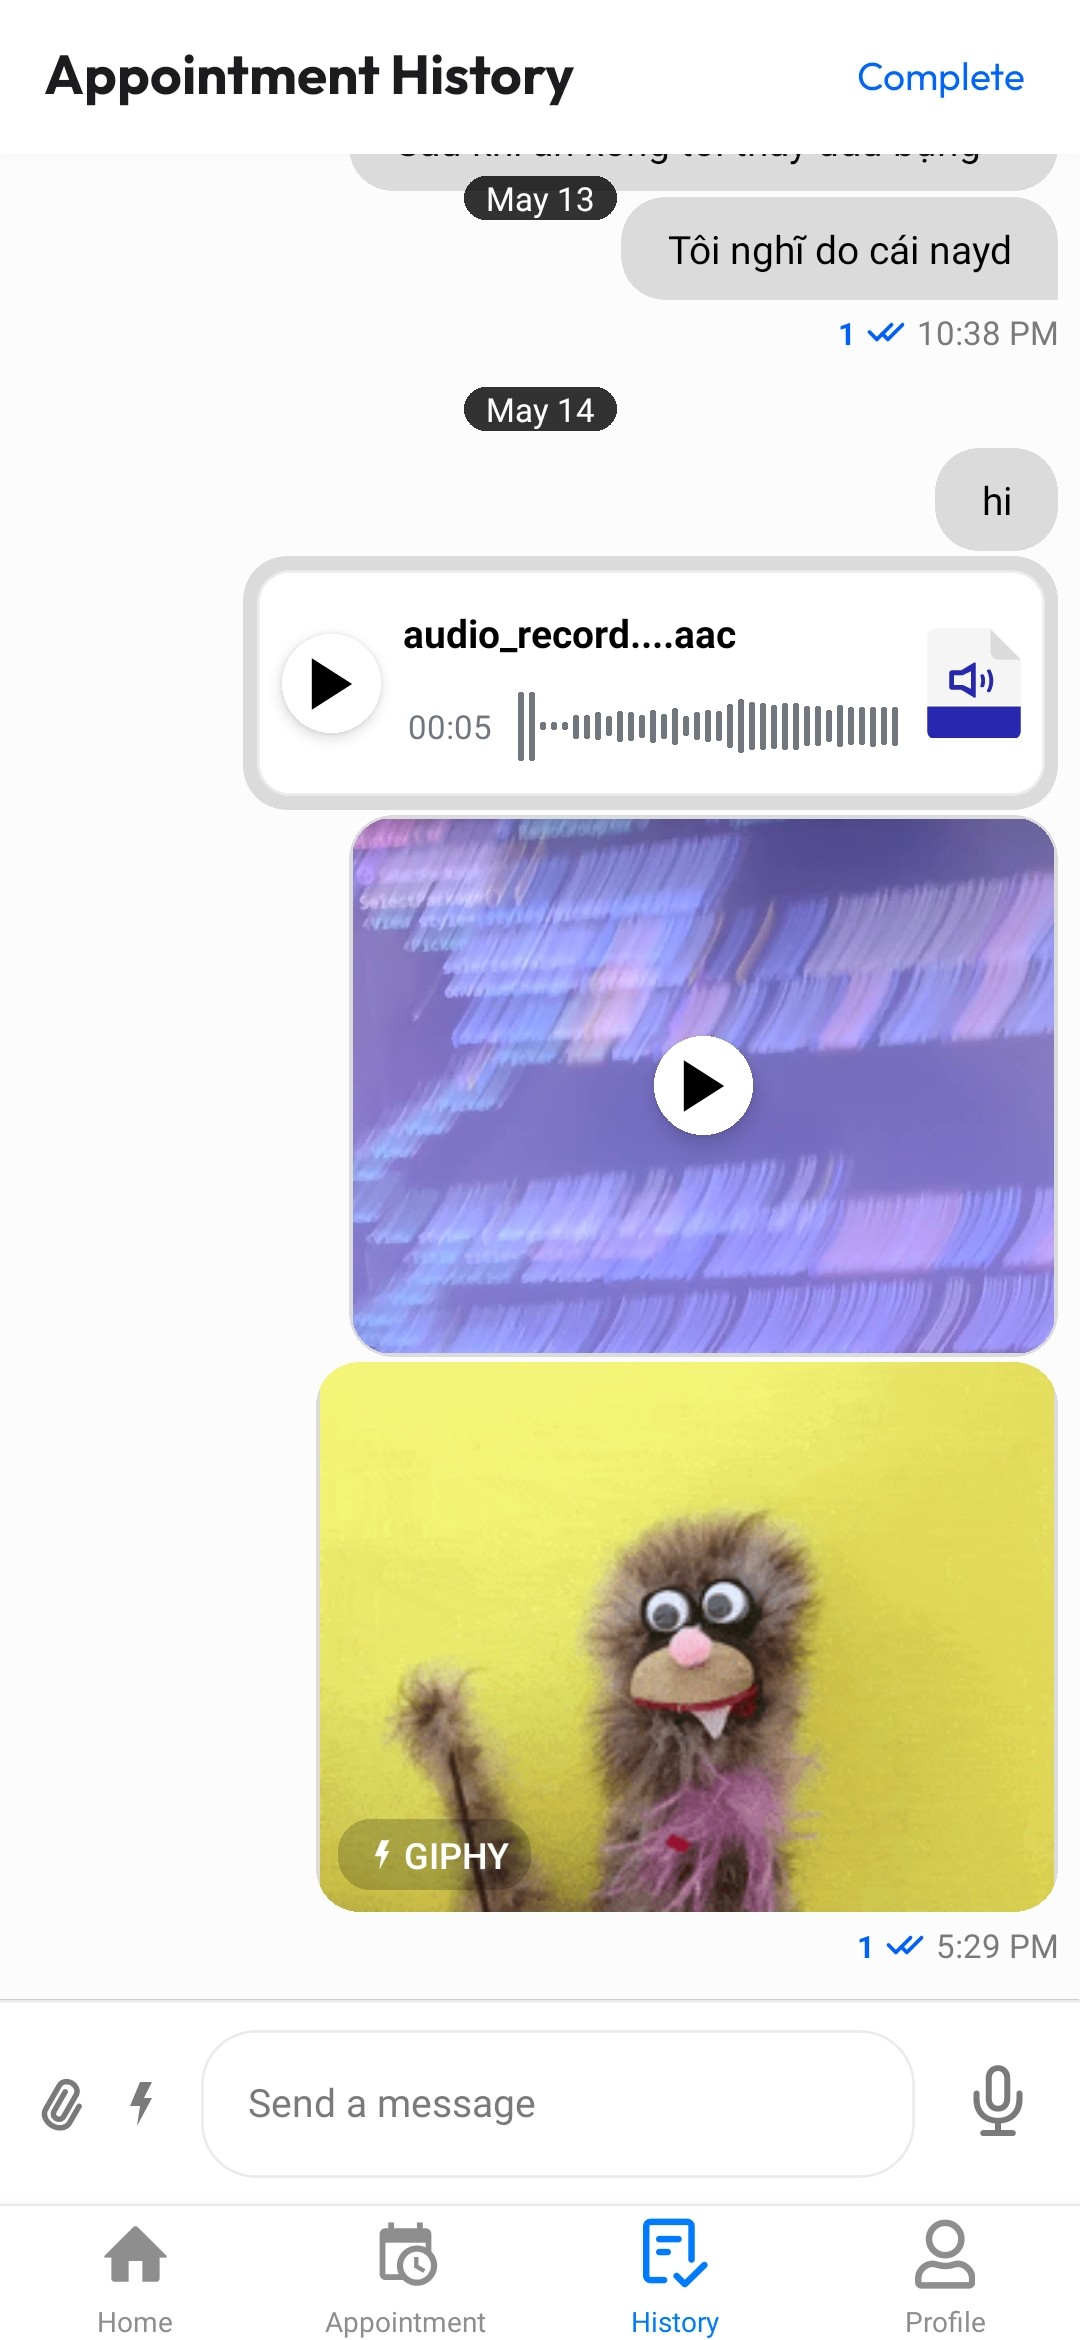 Appointment History
Complete
May 13
Tôi nghĩ do cái nayd
1 10:38 PM
May 14
hi
audio_record....aac
00:05
GIPHY
1 5:29 PM
Send a message
Home
Appointment
History
Profile